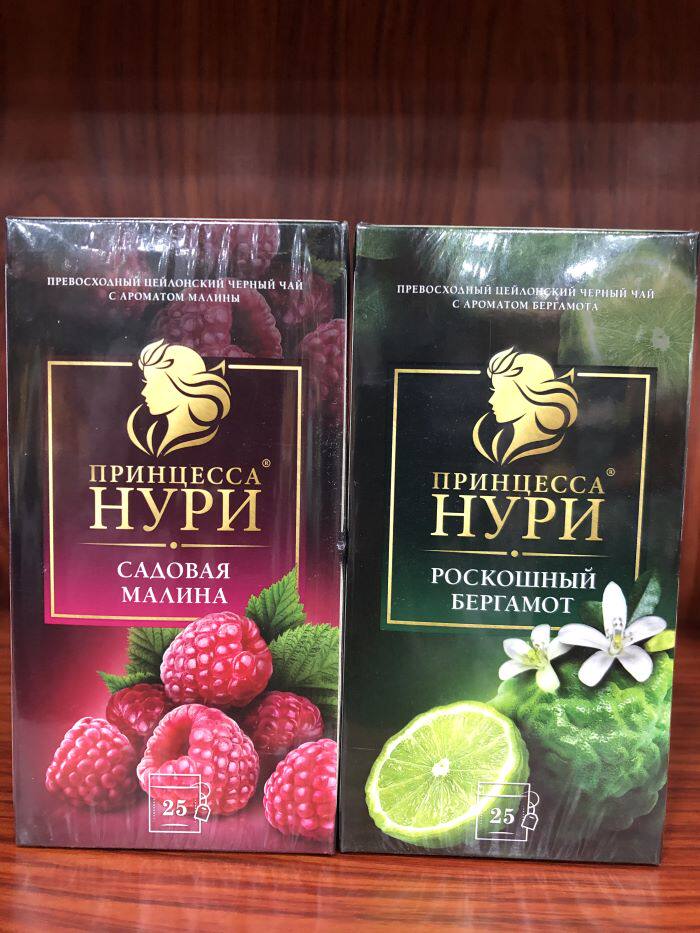 ПРЕВОСХОДНЫЙ ЦЕЙЛОНСКИЙ ЧЕРНЫЙ ЧАЙ
С АРОМАТОМ МАЛИНЫ
ПРИНЦЕССА®
НУРИ
САДОВАЯ
МАЛИНА
25
ПРЕВОСХОДНЫЙ ЦЕЙЛОНСКИЙ ЧЕРНЫЙ ЧАЙ
С АРОМАТОМ БЕРГАМОТА
ПРИНЦЕССА®
НУРИ
РОСКОШНЫЙ
БЕРГАМОТ
25